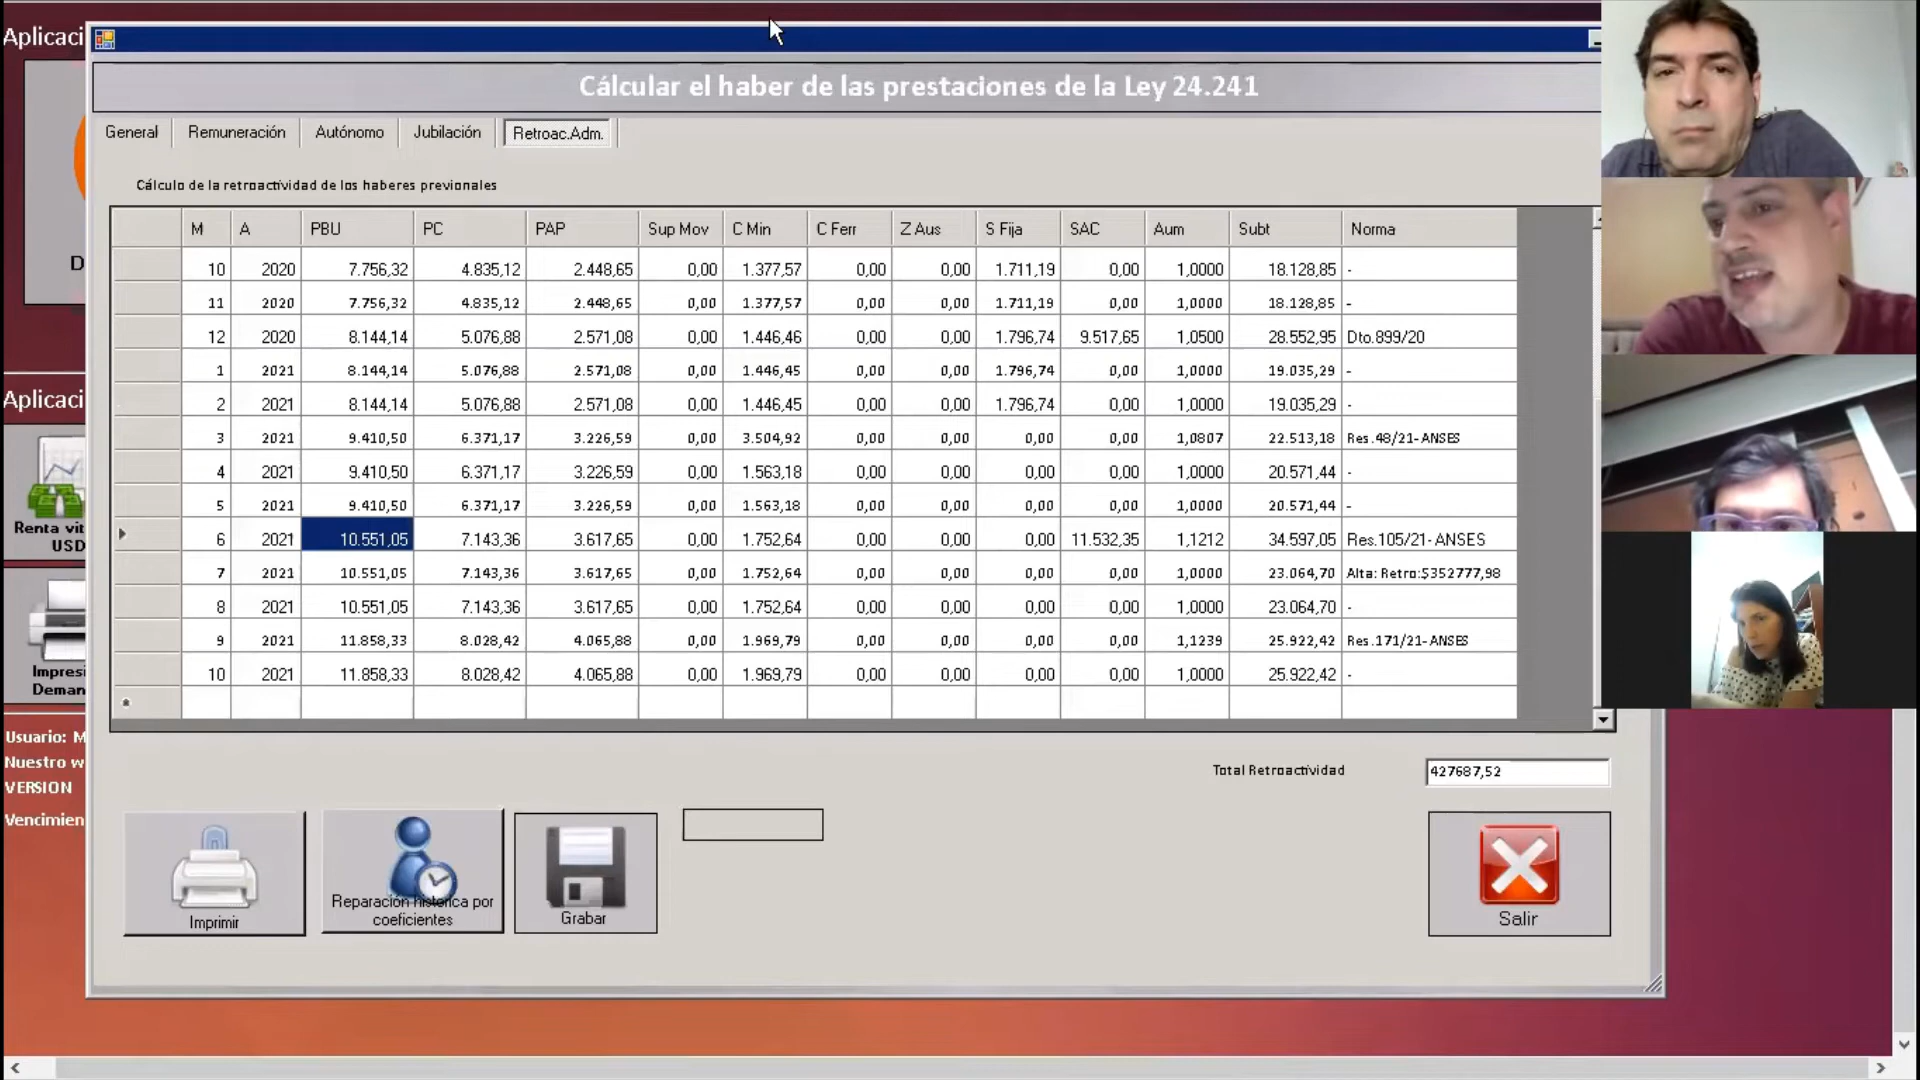 Aplicaci
Cálcular el haber de las prestaciones de la Ley 24.241
General Remuneración Autónomo Jubilación Retroac.Adm.
Cálculo de la retroactividad de los haberes previonales
M A PBU PC PAP Sup Mov C Min C Ferr Z Aus S Fija SAC Aum Subt Norma
10 2020 7.756,32 4.835,12 2.448,65 0,00 1.377,57 0,00 0,00 1.711,19 0,00 1,0000 18.128,85 -
11 2020 7.756,32 4.835,12 2.448,65 0,00 1.377,57 0,00 0,00 1.711,19 0,00 1,0000 18.128,85 -
12 2020 8.144,14 5.076,88 2.571,08 0,00 1.446,46 0,00 0,00 1.796,74 9.517,65 1,0500 28.552,95 Dto.899/20
1 2021 8.144,14 5.076,88 2.571,08 0,00 1.446,45 0,00 0,00 1.796,74 0,00 1,0000 19.035,29 -
2 2021 8.144,14 5.076,88 2.571,08 0,00 1.446,45 0,00 0,00 1.796,74 0,00 1,0000 19.035,29 -
3 2021 9.410,50 6.371,17 3.226,59 0,00 3.504,92 0,00 0,00 0,00 0,00 1,0807 22.513,18 Res.48/21-ANSES
4 2021 9.410,50 6.371,17 3.226,59 0,00 1.563,18 0,00 0,00 0,00 0,00 1,0000 20.571,44 -
5 2021 9.410,50 6.371,17 3.226,59 0,00 1.563,18 0,00 0,00 0,00 0,00 1,0000 20.571,44 -
6 2021 10.551,05 7.143,36 3.617,65 0,00 1.752,64 0,00 0,00 0,00 11.532,35 1,1212 34.597,05 Res.105/21-ANSES
7 2021 10.551,05 7.143,36 3.617,65 0,00 1.752,64 0,00 0,00 0,00 0,00 1,0000 23.064,70 Alta: Retro:$352777,98
8 2021 10.551,05 7.143,36 3.617,65 0,00 1.752,64 0,00 0,00 0,00 0,00 1,0000 23.064,70 -
9 2021 11.858,33 8.028,42 4.065,88 0,00 1.969,79 0,00 0,00 0,00 0,00 1,1239 25.922,42 Res.171/21-ANSES
10 2021 11.858,33 8.028,42 4.065,88 0,00 1.969,79 0,00 0,00 0,00 0,00 1,0000 25.922,42 -
Total Retroactividad 427687,52
Imprimir
Reparación historica por
coeficientes
Grabar
Salir
D
Aplicaci
Renta vit
USD
Impresi
Deman
Usuario: M
Nuestro w
VERSION
Vencimien